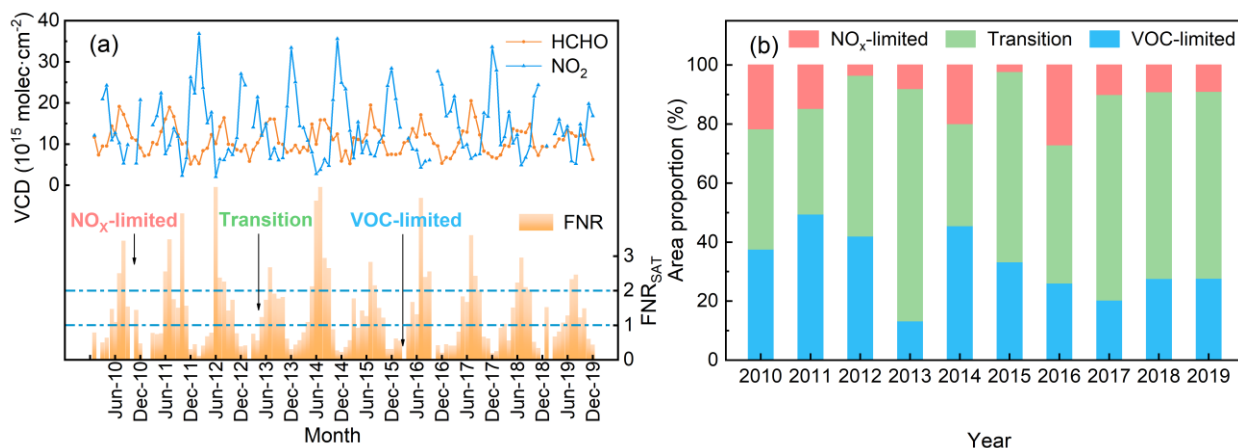 (a)
HCHO
NO2
VCD (10^15 molec·cm^-2)
40
30
20
10
0
NOX-limited
Transition
VOC-limited
FNR
3
2
1
0
FNRSAT
Jun-10
Dec-10
Jun-11
Dec-11
Jun-12
Dec-12
Jun-13
Dec-13
Jun-14
Dec-14
Jun-15
Dec-15
Jun-16
Dec-16
Jun-17
Dec-17
Jun-18
Dec-18
Jun-19
Dec-19
Month
(b)
NOx-limited
Transition
VOC-limited
Area proportion (%)
100
80
60
40
20
0
2010 2011 2012 2013 2014 2015 2016 2017 2018 2019
Year